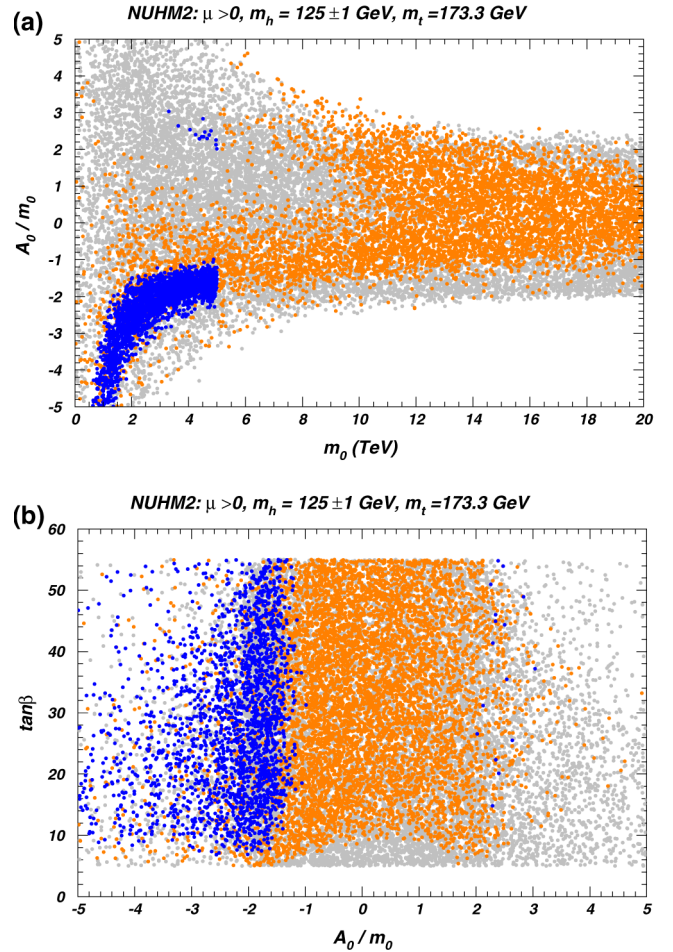 (a)
NUHM2: μ >0, m_h = 125 ±1 GeV, m_t =173.3 GeV
5
4
3
2
1
0
-1
-2
-3
-4
-5
A_0 / m_0
0 2 4 6 8 10 12 14 16 18 20
m_0 (TeV)
(b)
NUHM2: μ >0, m_h = 125 ±1 GeV, m_t =173.3 GeV
60
50
40
30
20
10
0
tanβ
-5 -4 -3 -2 -1 0 1 2 3 4 5
A_0 / m_0